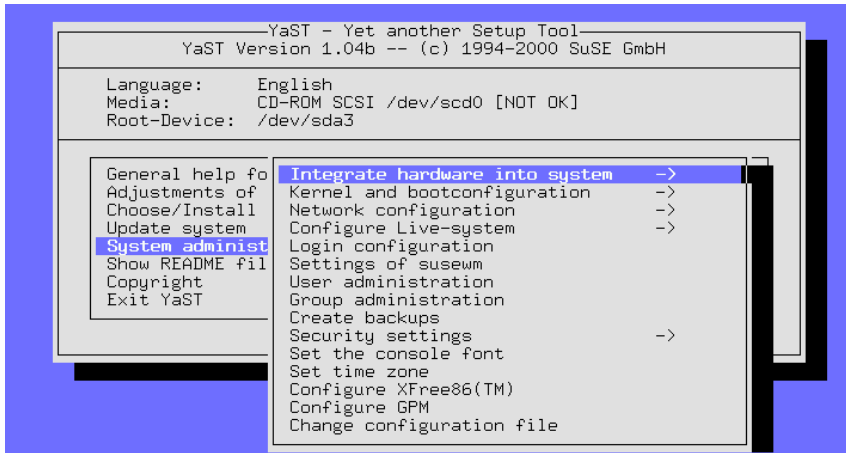 YaST - Yet another Setup Tool
YaST Version 1.04b -- (c) 1994-2000 SuSE GmbH
Language: English
Media: CD-ROM SCSI /dev/scd0 [NOT OK]
Root-Device: /dev/sda3
General help fo
Adjustments of
Choose/Install
Update system
System administ
Show README fil
Copyright
Exit YaST
Integrate hardware into system ->
Kernel and bootconfiguration ->
Network configuration ->
Configure Live-system ->
Login configuration
Settings of susewm
User administration
Group administration
Create backups
Security settings ->
Set the console font
Set time zone
Configure XFree86(TM)
Configure GPM
Change configuration file